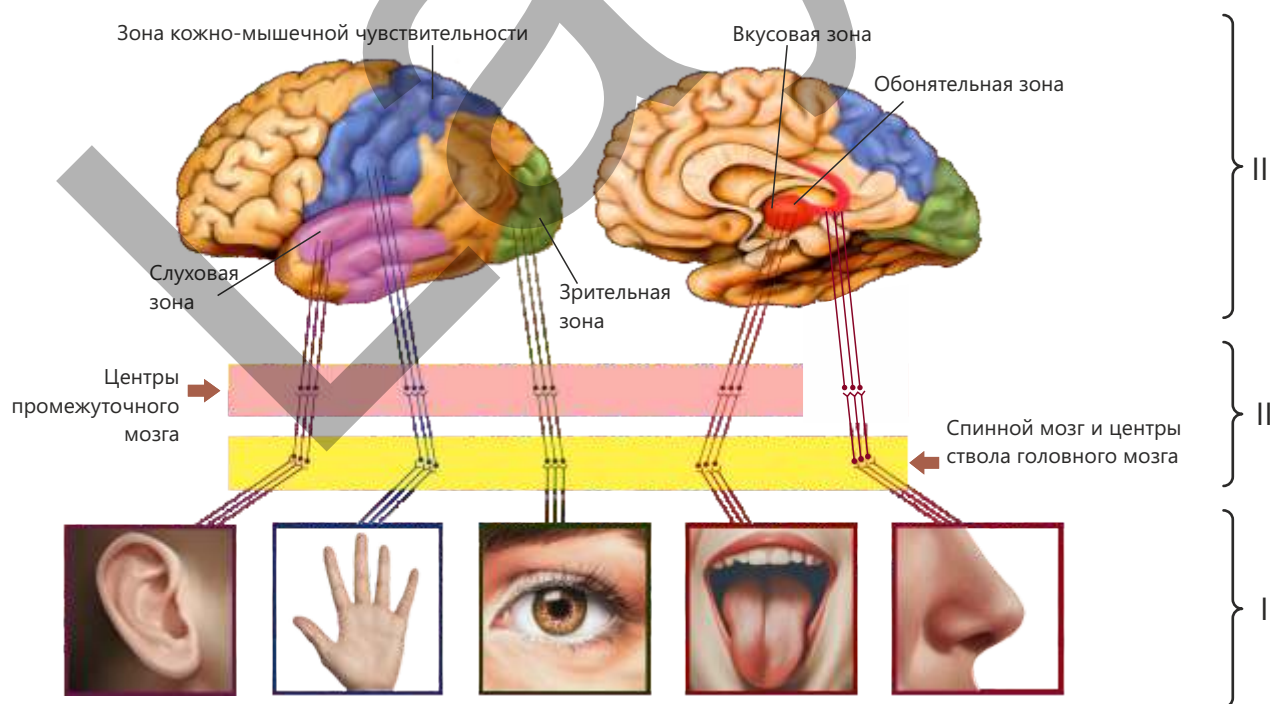 Зона кожно-мышечной чувствительности
Вкусовая зона
Обонятельная зона
II
Слуховая
зона
Зрительная
зона
Центры
промежуточного
мозга
Спинной мозг и центры
ствола головного мозга
II
I